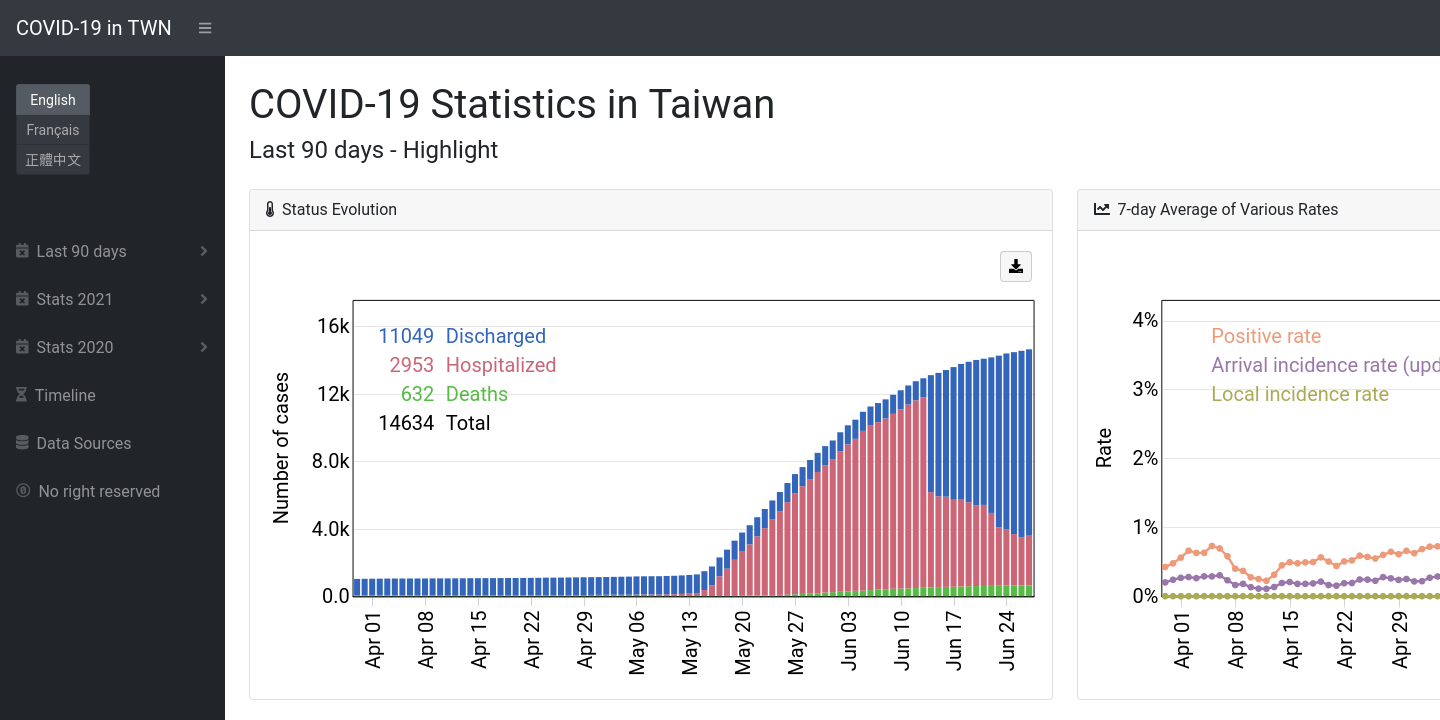 COVID-19 in TWN
English
Français
正體中文
Last 90 days
Stats 2021
Stats 2020
Timeline
Data Sources
No right reserved
COVID-19 Statistics in Taiwan
Last 90 days - Highlight
Status Evolution
Number of cases
16k
12k
8.0k
4.0k
0.0
11049 Discharged
2953 Hospitalized
632 Deaths
14634 Total
Apr 01
Apr 08
Apr 15
Apr 22
Apr 29
May 06
May 13
May 20
May 27
Jun 03
Jun 10
Jun 17
Jun 24
7-day Average of Various Rates
Rate
4%
3%
2%
1%
0%
Positive rate
Arrival incidence rate (upd
Local incidence rate
Apr 01
Apr 08
Apr 15
Apr 22
Apr 29